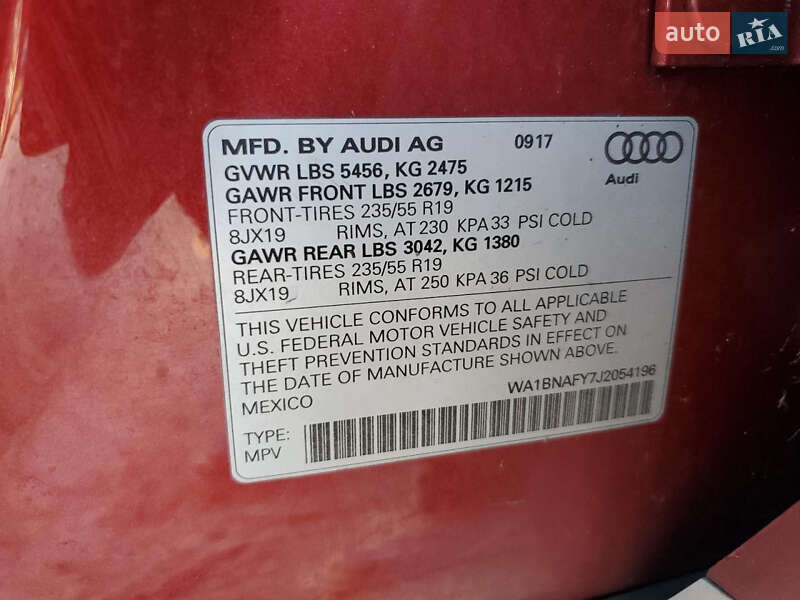 auto RIA.com
MFD. BY AUDI AG 0917
GVWR LBS 5456, KG 2475
GAWR FRONT LBS 2679, KG 1215
FRONT-TIRES 235/55 R19
8JX19 RIMS, AT 230 KPA 33 PSI COLD
GAWR REAR LBS 3042, KG 1380
REAR-TIRES 235/55 R19
8JX19 RIMS, AT 250 KPA 36 PSI COLD
Audi
THIS VEHICLE CONFORMS TO ALL APPLICABLE
U.S. FEDERAL MOTOR VEHICLE SAFETY AND
THEFT PREVENTION STANDARDS IN EFFECT ON
THE DATE OF MANUFACTURE SHOWN ABOVE.
MEXICO WA1BNAFY7J2054196
TYPE:
MPV